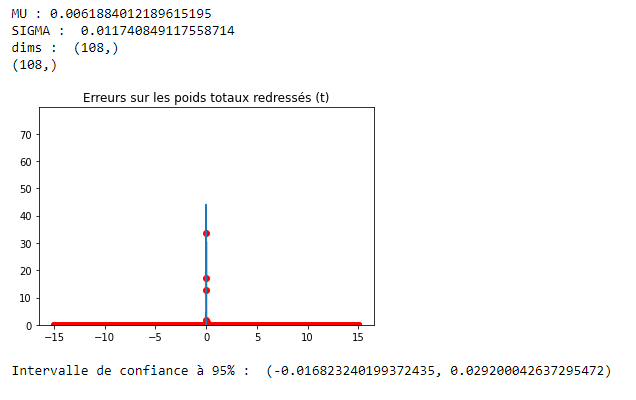 MU : 0.0061884012189615195
SIGMA :  0.011740849117558714
dims :  (108,)
(108,)
Erreurs sur les poids totaux redressés (t)
70
60
50
40
30
20
10
0
−15 −10 −5 0 5 10 15
Intervalle de confiance à 95% :  (-0.016823240199372435, 0.029200042637295472)